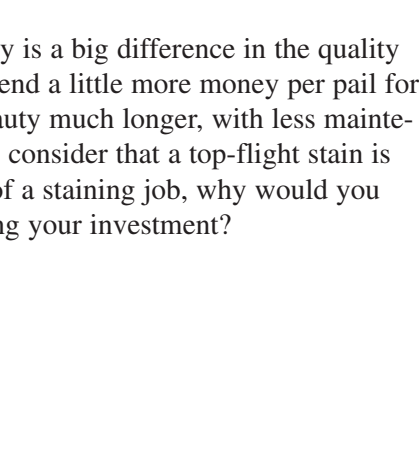 y is a big difference in the quality
end a little more money per pail for
auty much longer, with less mainte-
consider that a top-flight stain is
of a staining job, why would you
ng your investment?